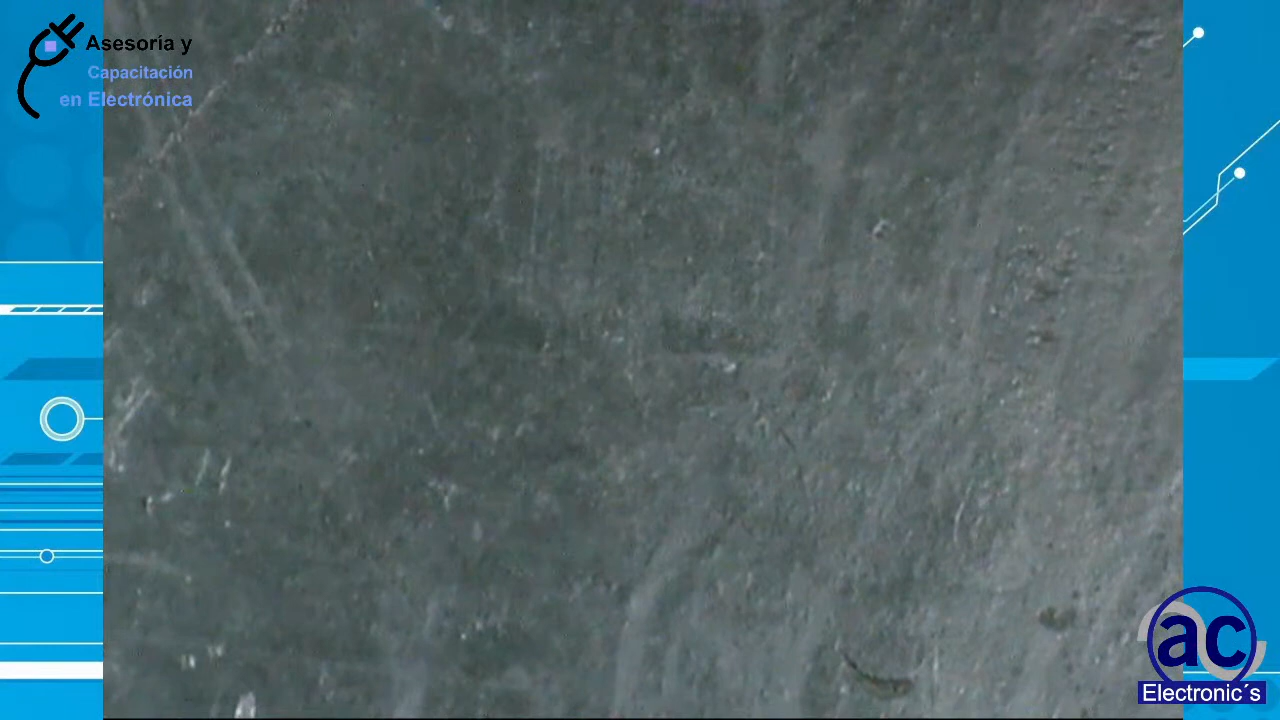 Asesoría y
Capacitación
en Electrónica
ac
Electronic´s